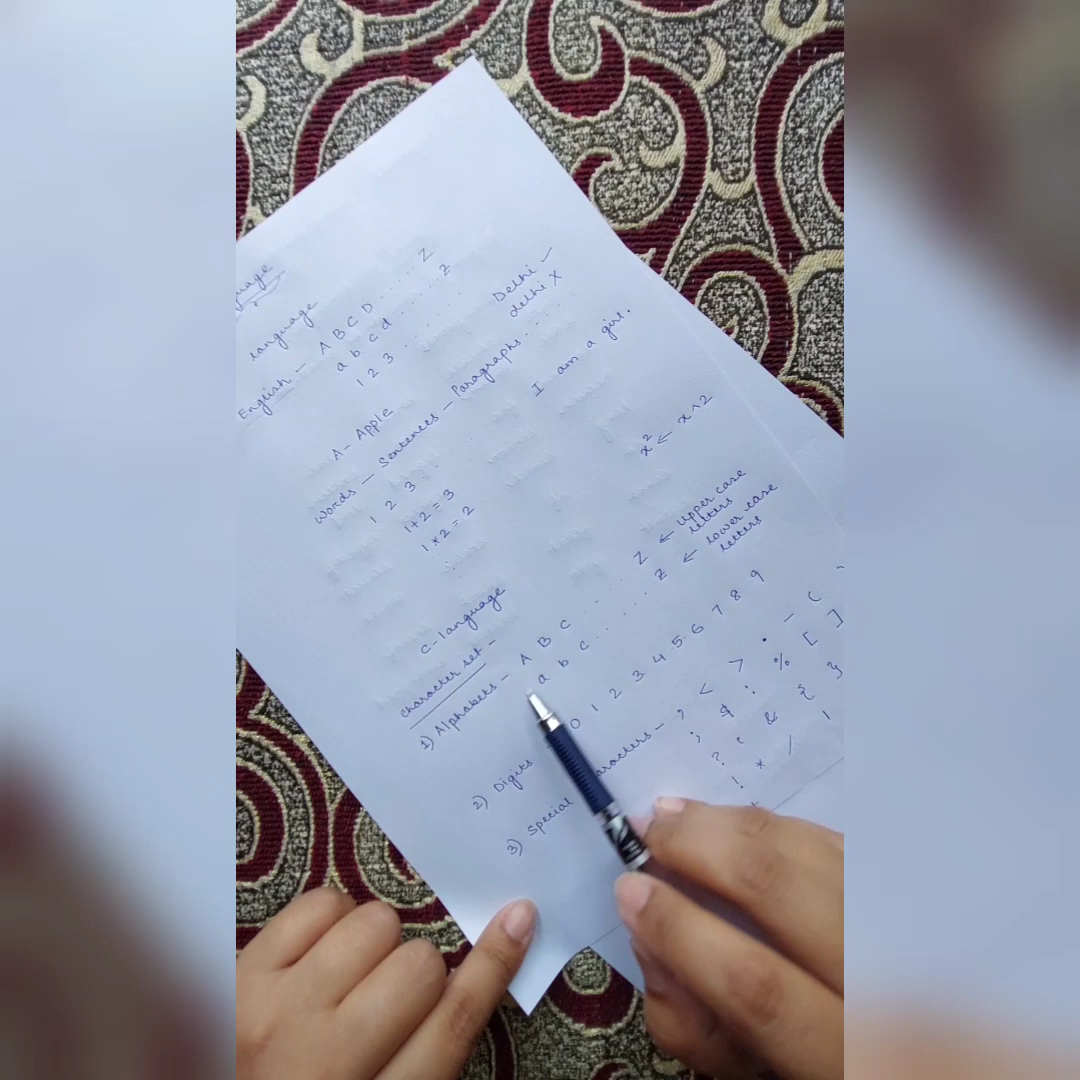 language
English - A B C D ..... Z
a b c d ..... z
1 2 3 .....
A - Apple
Delhi -
delhi X
Words - Sentences - Paragraphs ....
1 2 3 ..
I am a girl.
1+2 = 3
1 * 2 = 2
x² ← x^2
C-language
Character set -
1) Alphabets - A B C ..... Z ← upper case letters
a b c ..... z ← lower case letters
2) Digits 0 1 2 3 4 5 6 7 8 9
3) Special , < > . - (
; $ : % [ ]
? ' & { }
! * / |